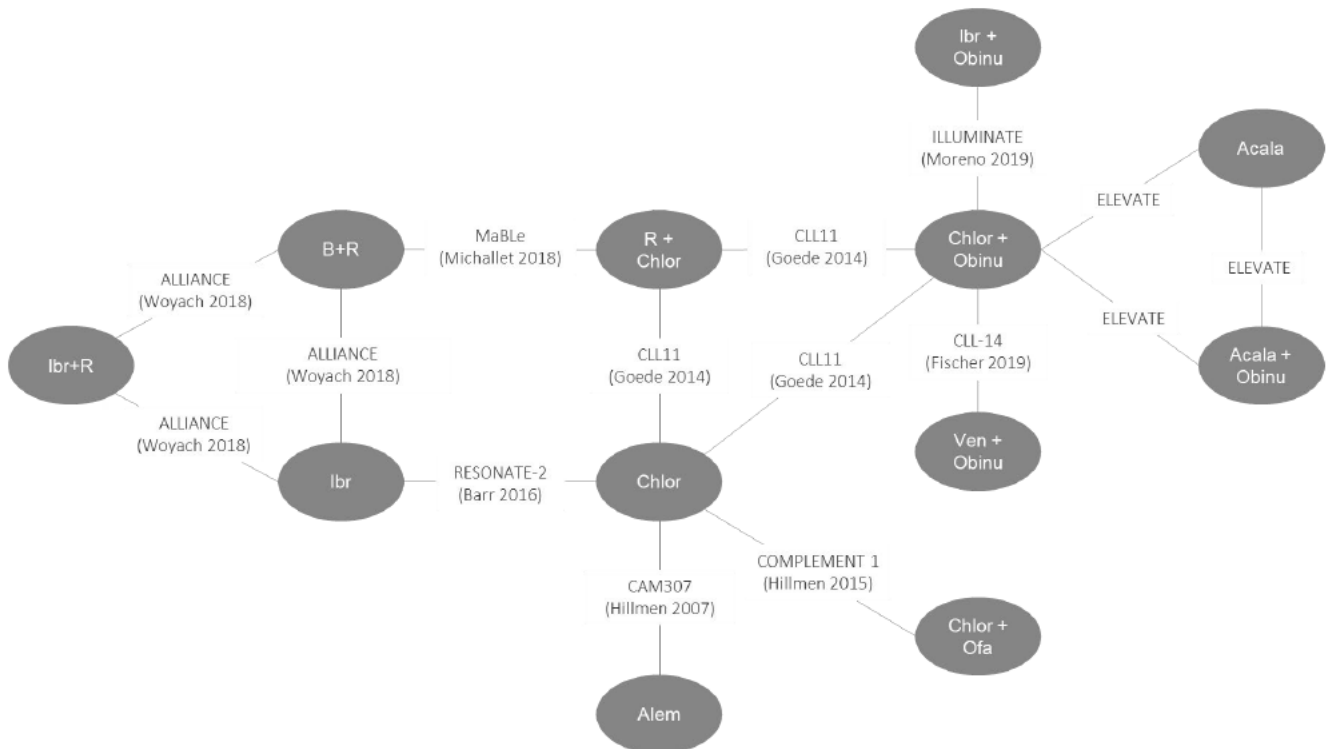 Ibr +
Obinu
ILLUMINATE
(Moreno 2019)
Acala
ELEVATE
MaBLe
(Michallet 2018)
CLL11
(Goede 2014)
B+R
R +
Chlor
Chlor +
Obinu
ALLIANCE
(Woyach 2018)
ELEVATE
ELEVATE
Ibr+R
ALLIANCE
(Woyach 2018)
CLL11
(Goede 2014)
CLL11
(Goede 2014)
CLL-14
(Fischer 2019)
Acala +
Obinu
ALLIANCE
(Woyach 2018)
Ven +
Obinu
Ibr
RESONATE-2
(Barr 2016)
Chlor
COMPLEMENT 1
(Hillmen 2015)
CAM307
(Hillmen 2007)
Chlor +
Ofa
Alem